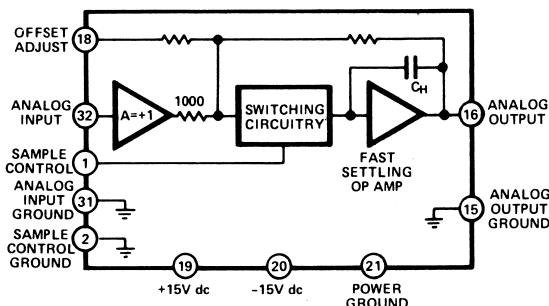 OFFSET
ADJUST
18
ANALOG
INPUT
32
A=+1
1000
SWITCHING
CIRCUITRY
CH
FAST
SETTLING
OP AMP
16
ANALOG
OUTPUT
SAMPLE
CONTROL
1
ANALOG
INPUT
GROUND
31
SAMPLE
CONTROL
GROUND
2
15
ANALOG
OUTPUT
GROUND
19
+15V dc
20
-15V dc
21
POWER
GROUND